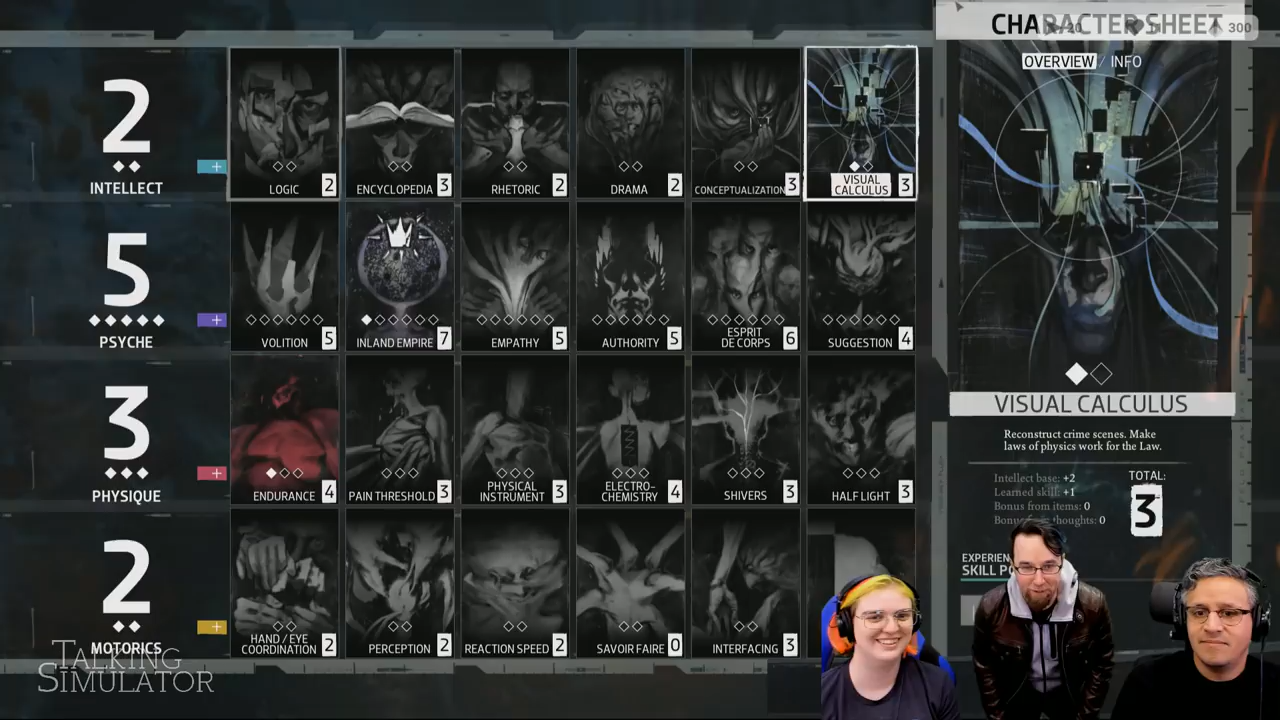 CHARACTER SHEET
300
OVERVIEW / INFO
2
INTELLECT
LOGIC 2
ENCYCLOPEDIA 3
RHETORIC 2
DRAMA 2
CONCEPTUALIZATION 3
VISUAL
CALCULUS 3
5
PSYCHE
VOLITION 5
INLAND EMPIRE 7
EMPATHY 5
AUTHORITY 5
ESPRIT
DE CORPS 6
SUGGESTION 4
3
PHYSIQUE
ENDURANCE 4
PAIN THRESHOLD 3
PHYSICAL
INSTRUMENT 3
ELECTRO-
CHEMISTRY 4
SHIVERS 3
HALF LIGHT 3
2
MOTORICS
HAND/EYE
COORDINATION 2
PERCEPTION 2
REACTION SPEED 2
SAVOIR FAIRE 0
INTERFACING 3
VISUAL CALCULUS
Reconstruct crime scenes. Make
laws of physics work for the Law.
Intellect base: +2
Learned skill: +1
Bonus from items: 0
Bonus from thoughts: 0
TOTAL:
3
SKILL
TALKING
SIMULATOR